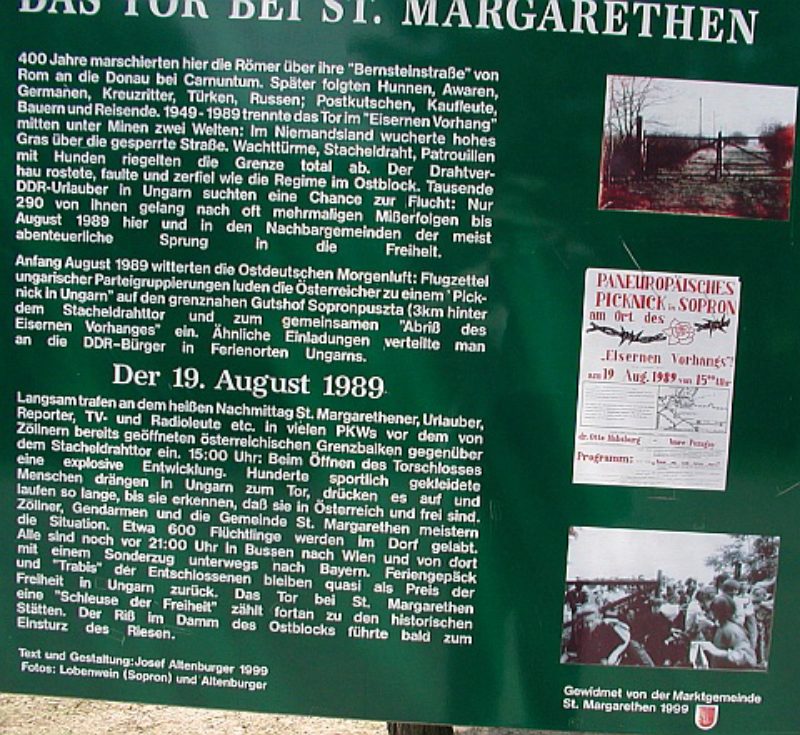 DAS TOR BEI ST. MARGARETHEN
400 Jahre marschierten hier die Römer über ihre "Bernsteinstraße" von
Rom an die Donau bei Carnuntum. Später folgten Hunnen, Awaren,
Germanen, Kreuzritter, Türken, Russen; Postkutschen, Kaufleute,
Bauern und Reisende. 1949-1989 trennte das Tor im "Eisernen Vorhang"
mitten unter Minen zwei Welten: Im Niemandsland wucherte hohes
Gras über die gesperrte Straße. Wachttürme, Stacheldraht, Patrouillen
mit Hunden riegelten die Grenze total ab. Der Drahtver-
hau rostete, faulte und zerfiel wie die Regime im Ostblock. Tausende
DDR-Urlauber in Ungarn suchten eine Chance zur Flucht: Nur
290 von ihnen gelang nach oft mehrmaligen Mißerfolgen bis
August 1989 hier und in den Nachbargemeinden der meist
abenteuerliche Sprung in die Freiheit.
Anfang August 1989 witterten die Ostdeutschen Morgenluft: Flugzettel
ungarischer Parteigruppierungen luden die Österreicher zu einem "Pick-
nick in Ungarn" auf den grenznahen Gutshof Sopronpuszta (3km hinter
dem Stacheldrahttor und zum gemeinsamen "Abriß des
Eisernen Vorhanges" ein. Ähnliche Einladungen verteilte man
an die DDR-Bürger in Ferienorten Ungarns.
Der 19. August 1989
Langsam trafen an dem heißen Nachmittag St. Margarethener, Urlauber,
Reporter, TV- und Radioleute etc. in vielen PKWs vor dem von
Zöllnern bereits geöffneten österreichischen Grenzbalken gegenüber
dem Stacheldrahttor ein. 15:00 Uhr: Beim Öffnen des Torschlosses
eine explosive Entwicklung. Hunderte sportlich gekleidete
Menschen drängen in Ungarn zum Tor, drücken es auf und
laufen so lange, bis sie erkennen, daß sie in Österreich und frei sind.
Zöllner, Gendarmen und die Gemeinde St. Margarethen meistern
die Situation. Etwa 600 Flüchtlinge werden im Dorf gelabt.
Alle sind noch vor 21:00 Uhr in Bussen nach Wien und von dort
mit einem Sonderzug unterwegs nach Bayern. Feriengepäck
und "Trabis" der Entschlossenen bleiben quasi als Preis der
Freiheit in Ungarn zurück. Das Tor bei St. Margarethen
eine "Schleuse der Freiheit" zählt fortan zu den historischen
Stätten. Der Riß im Damm des Ostblocks führte bald zum
Einsturz des Riesen.
Text und Gestaltung: Josef Altenburger 1999
Fotos: Lobenwein (Sopron) und Altenburger
PANEUROPÄISCHES
PICKNICK in SOPRON
am Ort des
"Eisernen Vorhangs"!
am 19 Aug. 1989 von 15⁰⁰ Uhr
dr. Otto Habsburg - Imre Pozsgay
Programm:
Gewidmet von der Marktgemeinde
St. Margarethen 1999